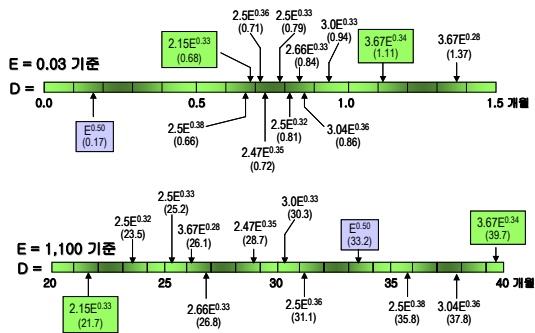 2.5E^0.36
(0.71)
2.5E^0.33
(0.79)
3.0E^0.33
(0.94)
2.15E^0.33
(0.68)
2.66E^0.33
(0.84)
3.67E^0.34
(1.11)
3.67E^0.28
(1.37)
E = 0.03 기준
D =
0.0 0.5 1.0 1.5 개월
E^0.50
(0.17)
2.5E^0.38
(0.66)
2.47E^0.35
(0.72)
2.5E^0.32
(0.81)
3.04E^0.36
(0.86)
2.5E^0.32
(23.5)
2.5E^0.33
(25.2)
3.67E^0.28
(26.1)
2.47E^0.35
(28.7)
3.0E^0.33
(30.3)
E^0.50
(33.2)
3.67E^0.34
(39.7)
E = 1,100 기준
D =
20 25 30 35 40 개월
2.15E^0.33
(21.7)
2.66E^0.33
(26.8)
2.5E^0.36
(31.1)
2.5E^0.38
(35.8)
3.04E^0.36
(37.8)